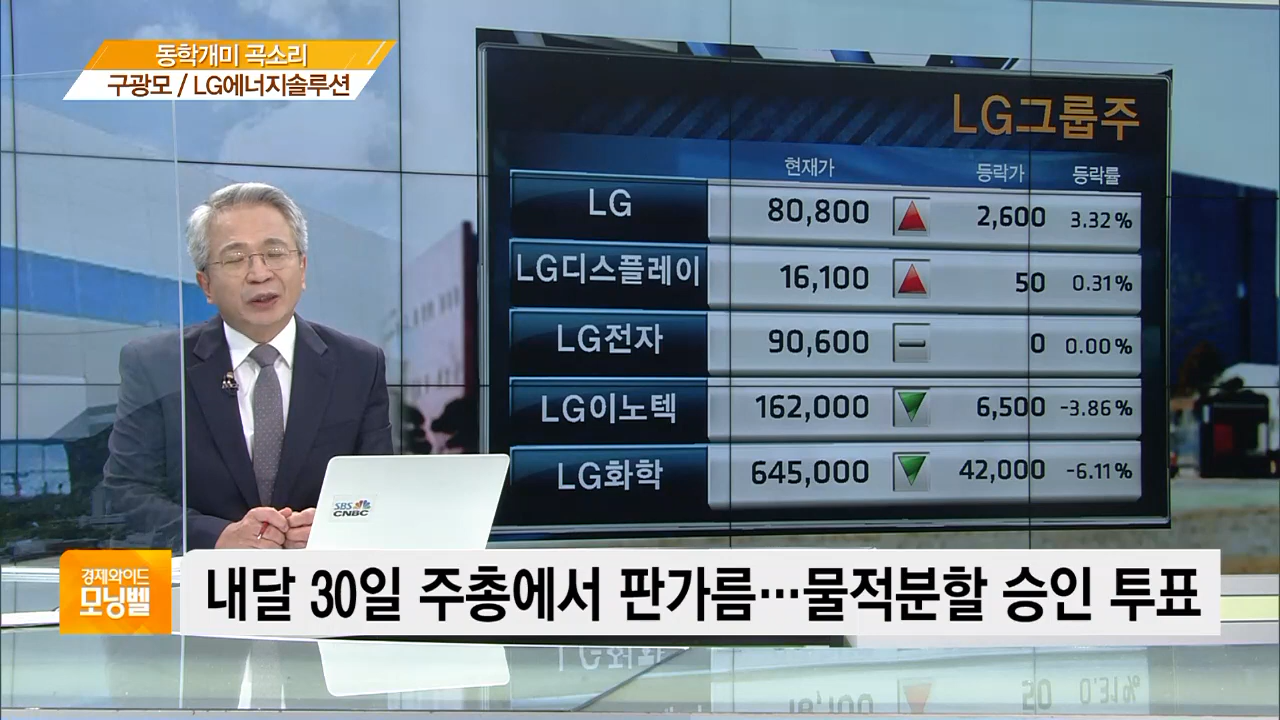 동학개미 곡소리
구광모 / LG에너지솔루션
LG그룹주
현재가 등락가 등락률
LG 80,800 ▲ 2,600 3.32%
LG디스플레이 16,100 ▲ 50 0.31%
LG전자 90,600 - 0 0.00%
LG이노텍 162,000 ▼ 6,500 -3.86%
LG화학 645,000 ▼ 42,000 -6.11%
SBS
CNBC
경제와이드
모닝벨
내달 30일 주총에서 판가름…물적분할 승인 투표